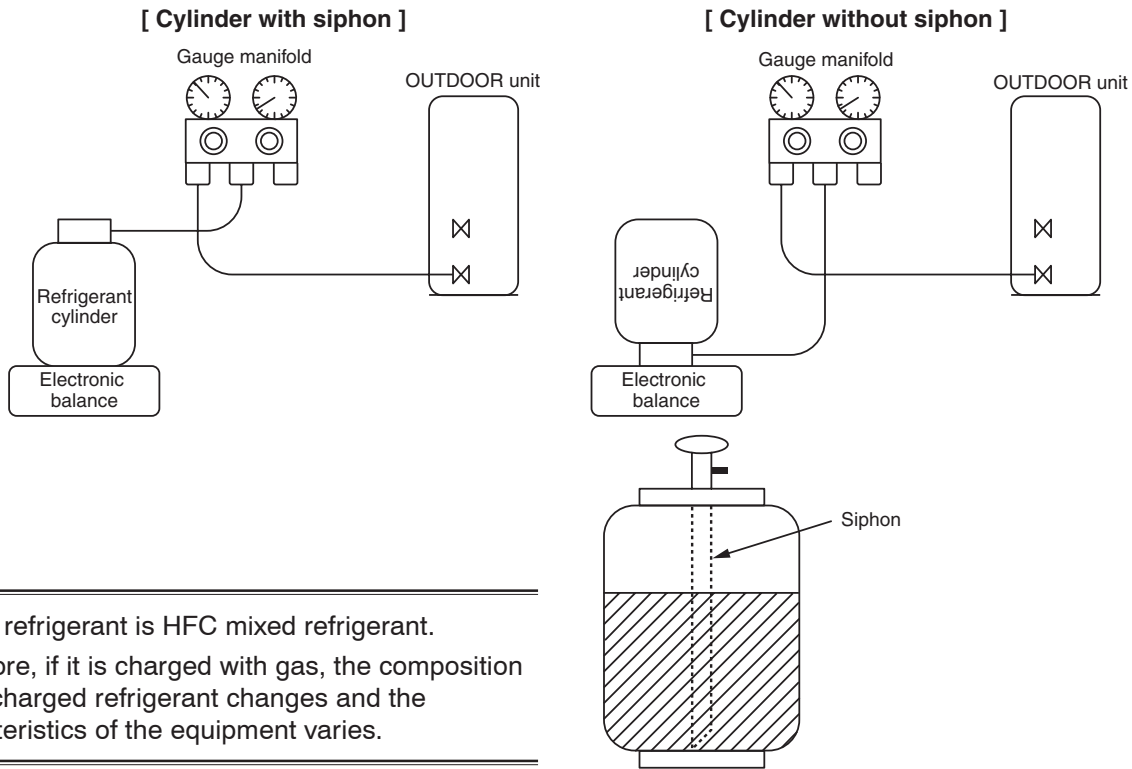 [ Cylinder with siphon ]
Gauge manifold
OUTDOOR unit
Refrigerant
cylinder
Electronic
balance
[ Cylinder without siphon ]
Gauge manifold
OUTDOOR unit
Refrigerant
cylinder
Electronic
balance
Siphon
refrigerant is HFC mixed refrigerant.
if it is charged with gas, the composition
charged refrigerant changes and the
of the equipment varies.